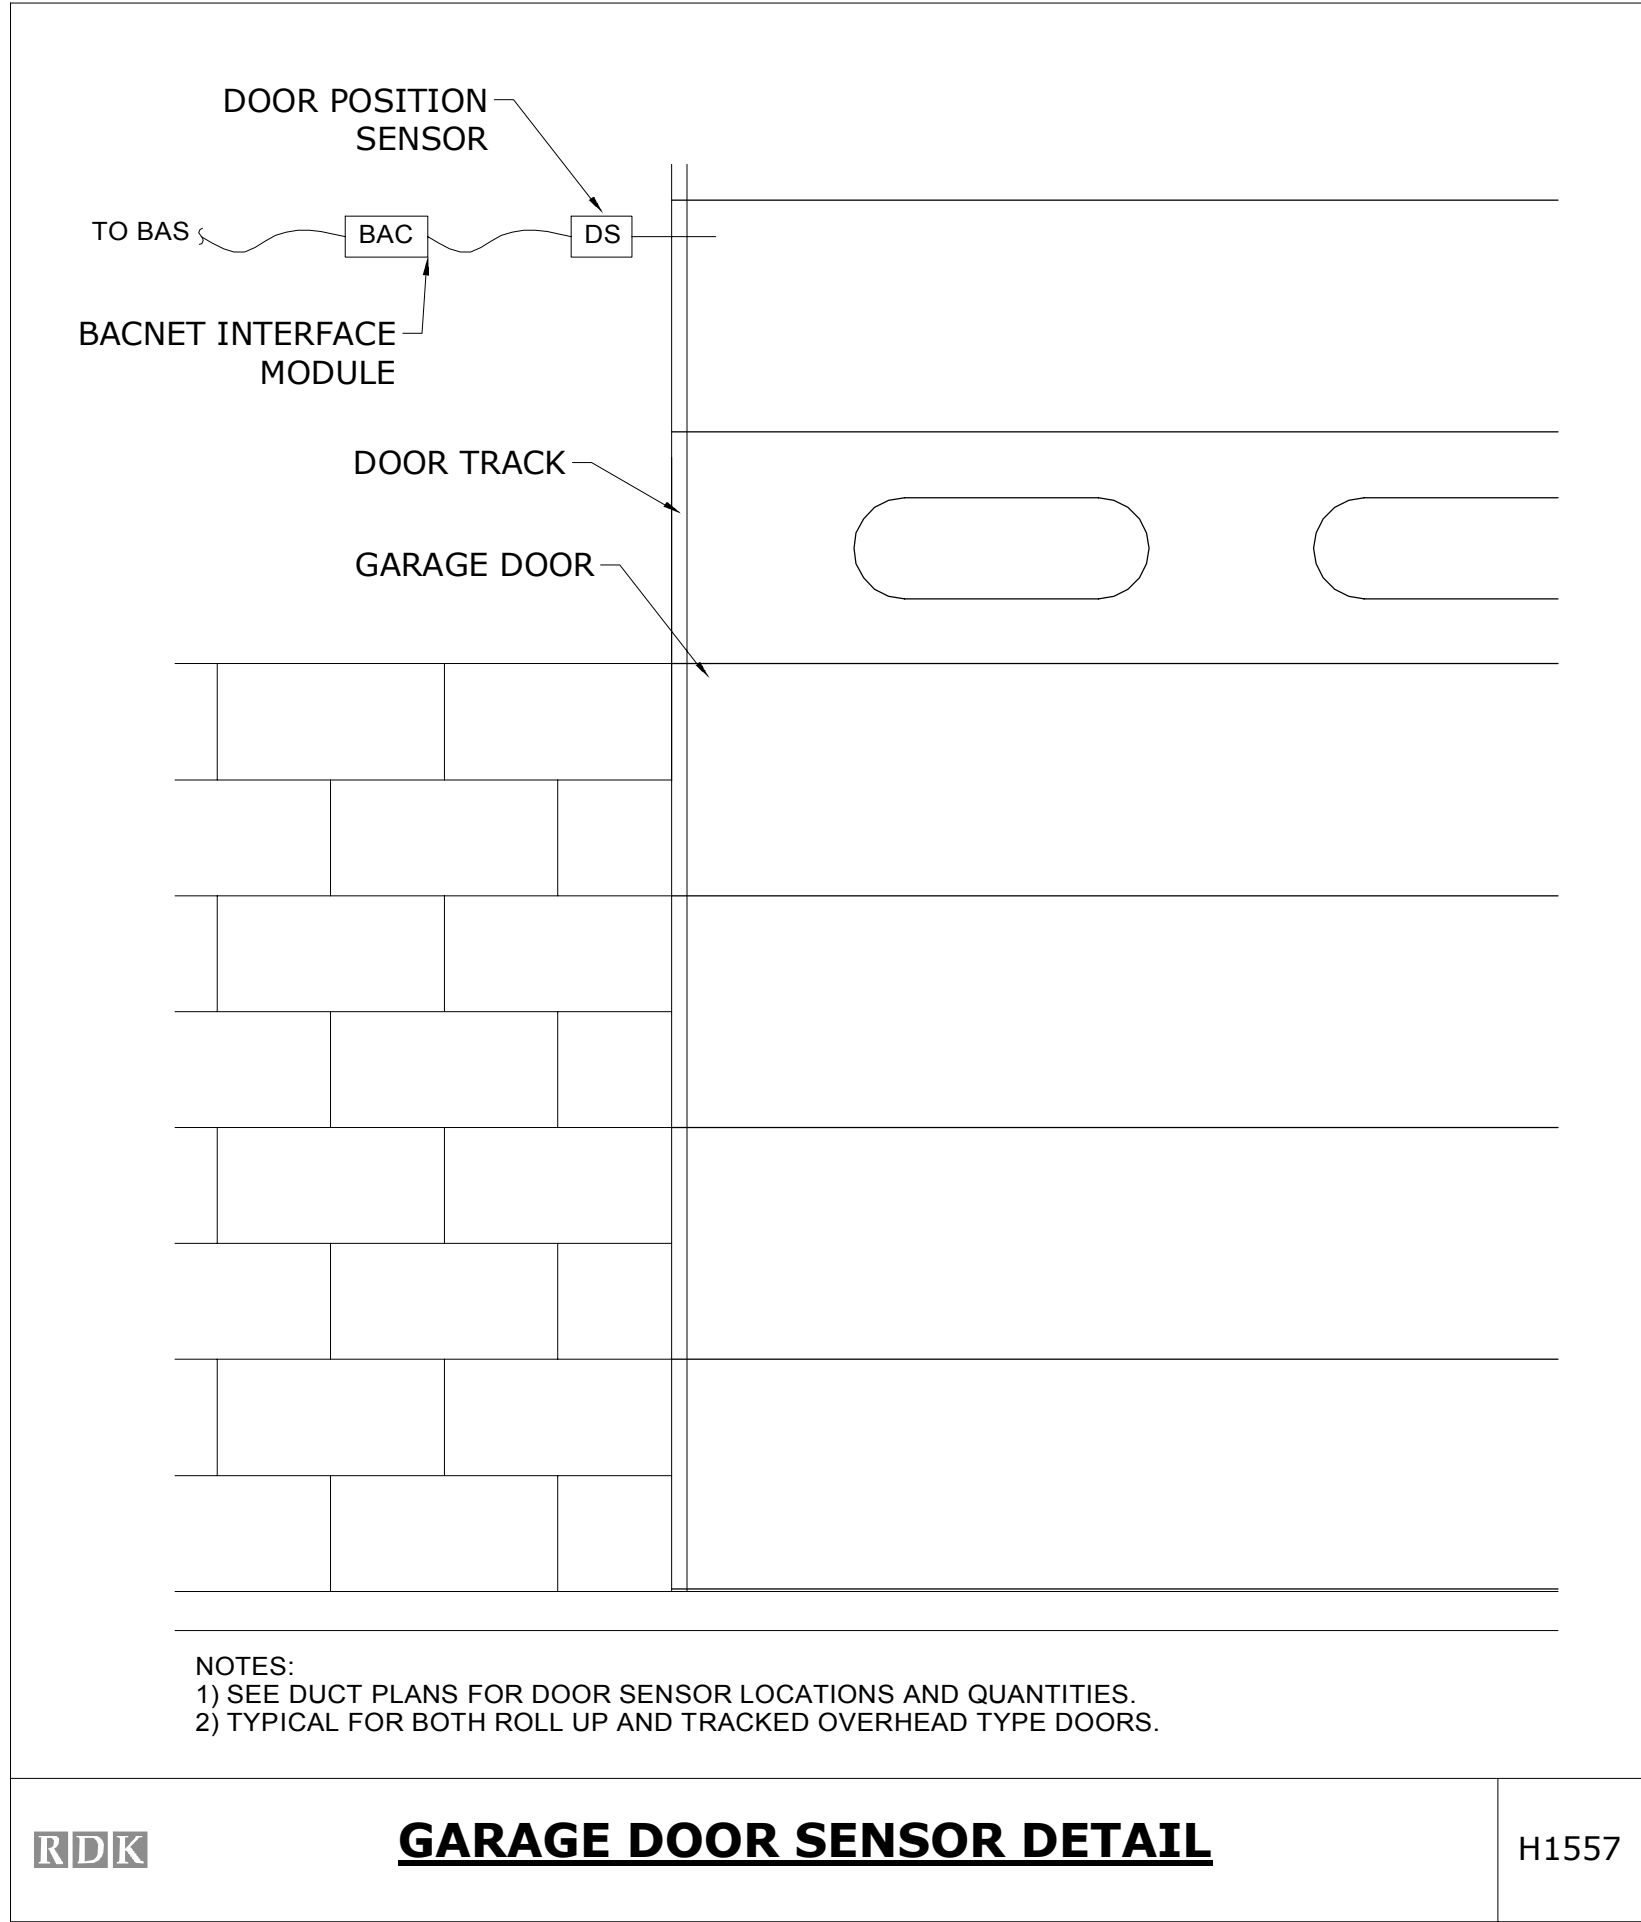 DOOR POSITION
SENSOR
TO BAS
BAC
DS
BACNET INTERFACE
MODULE
DOOR TRACK
GARAGE DOOR
NOTES:
1) SEE DUCT PLANS FOR DOOR SENSOR LOCATIONS AND QUANTITIES.
2) TYPICAL FOR BOTH ROLL UP AND TRACKED OVERHEAD TYPE DOORS.
RDK
GARAGE DOOR SENSOR DETAIL
H1557